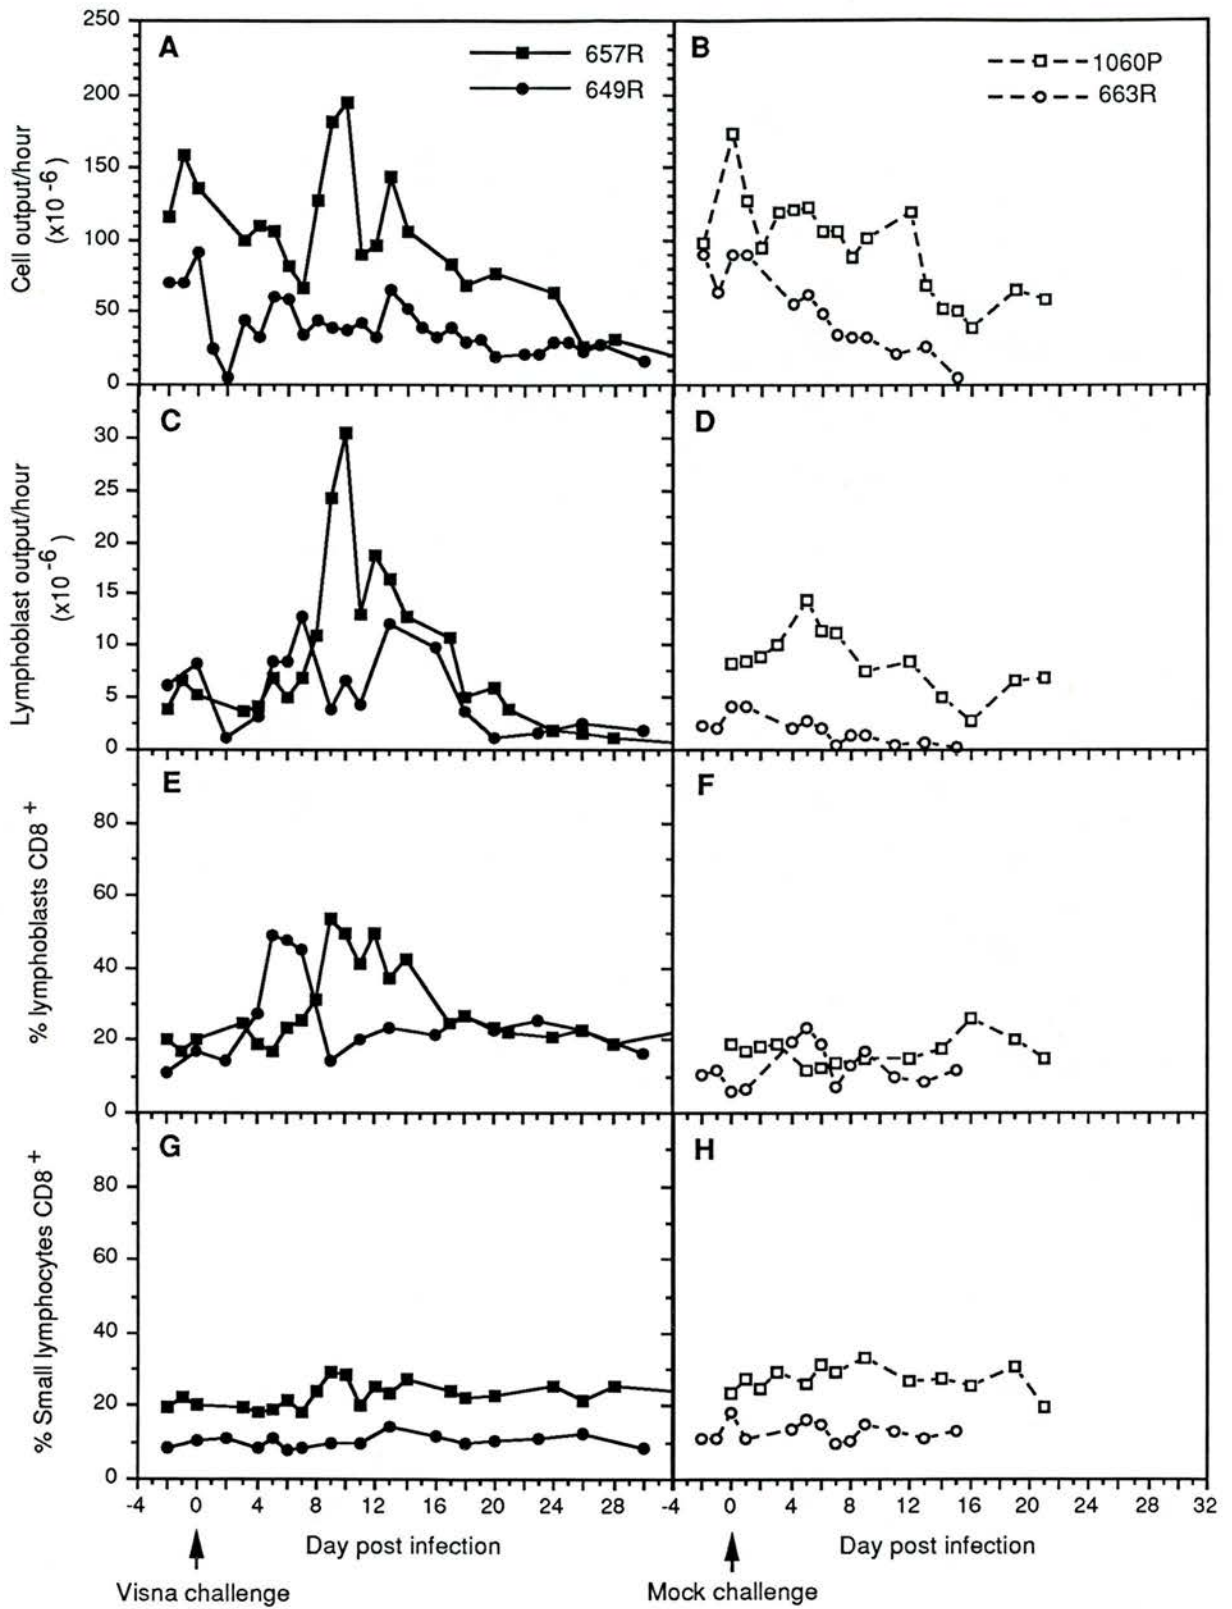 A
657R
649R
B
1060P
663R
250
200
150
100
50
0
Cell output/hour
(x10 -6 )
C
D
30
25
20
15
10
5
0
Lymphoblast output/hour
(x10 -6 )
E
F
80
60
40
20
0
% lymphoblasts CD8 +
G
H
80
60
40
20
0
% Small lymphocytes CD8 +
-4 0 4 8 12 16 20 24 28 -4 0 4 8 12 16 20 24 28 32
Day post infection
Day post infection
Visna challenge
Mock challenge